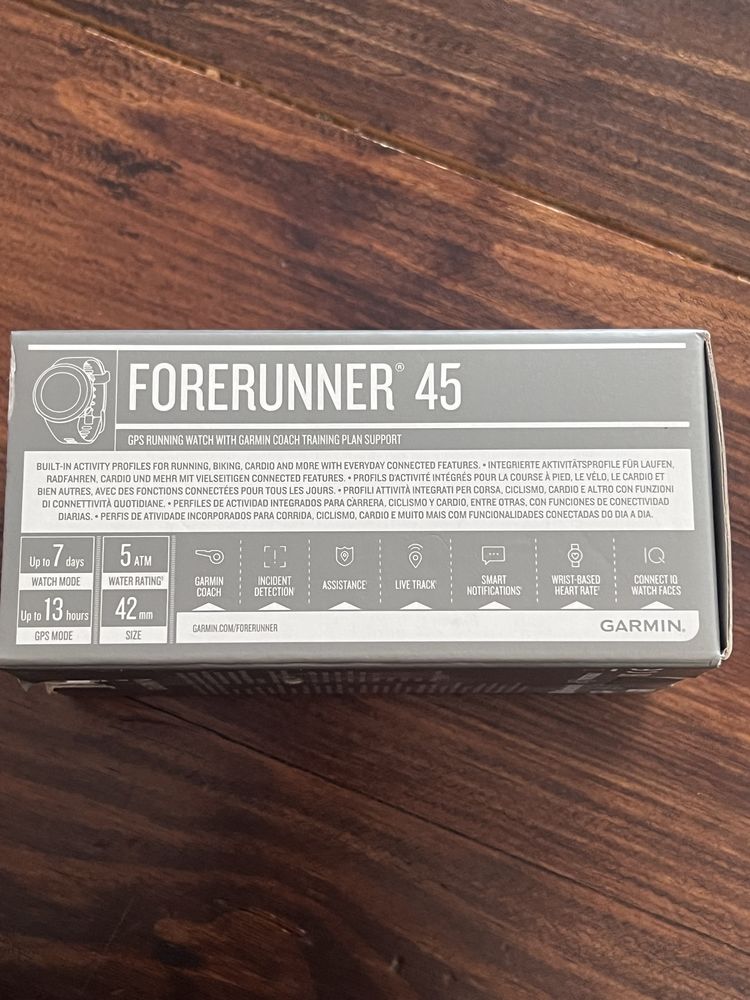 FORERUNNER® 45
GPS RUNNING WATCH WITH GARMIN COACH TRAINING PLAN SUPPORT
BUILT-IN ACTIVITY PROFILES FOR RUNNING, BIKING, CARDIO AND MORE WITH EVERYDAY CONNECTED FEATURES. • INTEGRIERTE AKTIVITÄTSPROFILE FÜR LAUFEN,
RADFAHREN, CARDIO UND MEHR MIT VIELSEITIGEN CONNECTED FEATURES. • PROFILS D'ACTIVITÉ INTÉGRÉS POUR LA COURSE À PIED, LE VÉLO, LE CARDIO ET
BIEN AUTRES, AVEC DES FONCTIONS CONNECTÉES POUR TOUS LES JOURS. • PROFILI ATTIVITÀ INTEGRATI PER CORSA, CICLISMO, CARDIO E ALTRO CON FUNZIONI
DI CONNETTIVITÀ QUOTIDIANE. • PERFILES DE ACTIVIDAD INTEGRADOS PARA CARRERA, CICLISMO Y CARDIO, ENTRE OTRAS, CON FUNCIONES DE CONECTIVIDAD
DIARIAS. • PERFIS DE ATIVIDADE INCORPORADOS PARA CORRIDA, CICLISMO, CARDIO E MUITO MAIS COM FUNCIONALIDADES CONECTADAS DO DIA A DIA.
Up to 7 days
WATCH MODE
5 ATM
WATER RATING
Up to 13 hours
GPS MODE
42 mm
SIZE
GARMIN
COACH
INCIDENT
DETECTION
ASSISTANCE
LIVE TRACK
SMART
NOTIFICATIONS
WRIST-BASED
HEART RATE
IQ
CONNECT IQ
WATCH FACES
GARMIN.COM/FORERUNNER
GARMIN®